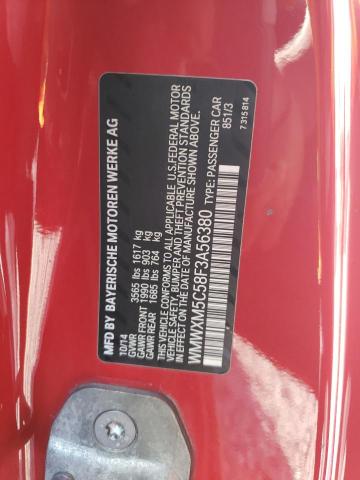 MFD BY BAYERISCHE MOTOREN WERKE AG
10/14
GVWR 3565 lbs 1617 kg
GAWR FRONT 1990 lbs 903 kg
GAWR REAR 1685 lbs 764 kg
THIS VEHICLE CONFORMS TO ALL APPLICABLE U.S. FEDERAL MOTOR
VEHICLE SAFETY, BUMPER AND THEFT PREVENTION STANDARDS
IN EFFECT ON THE DATE OF MANUFACTURE SHOWN ABOVE.
WMWXM5C58F3A56380 TYPE: PASSENGER CAR
851/3
7 315 814